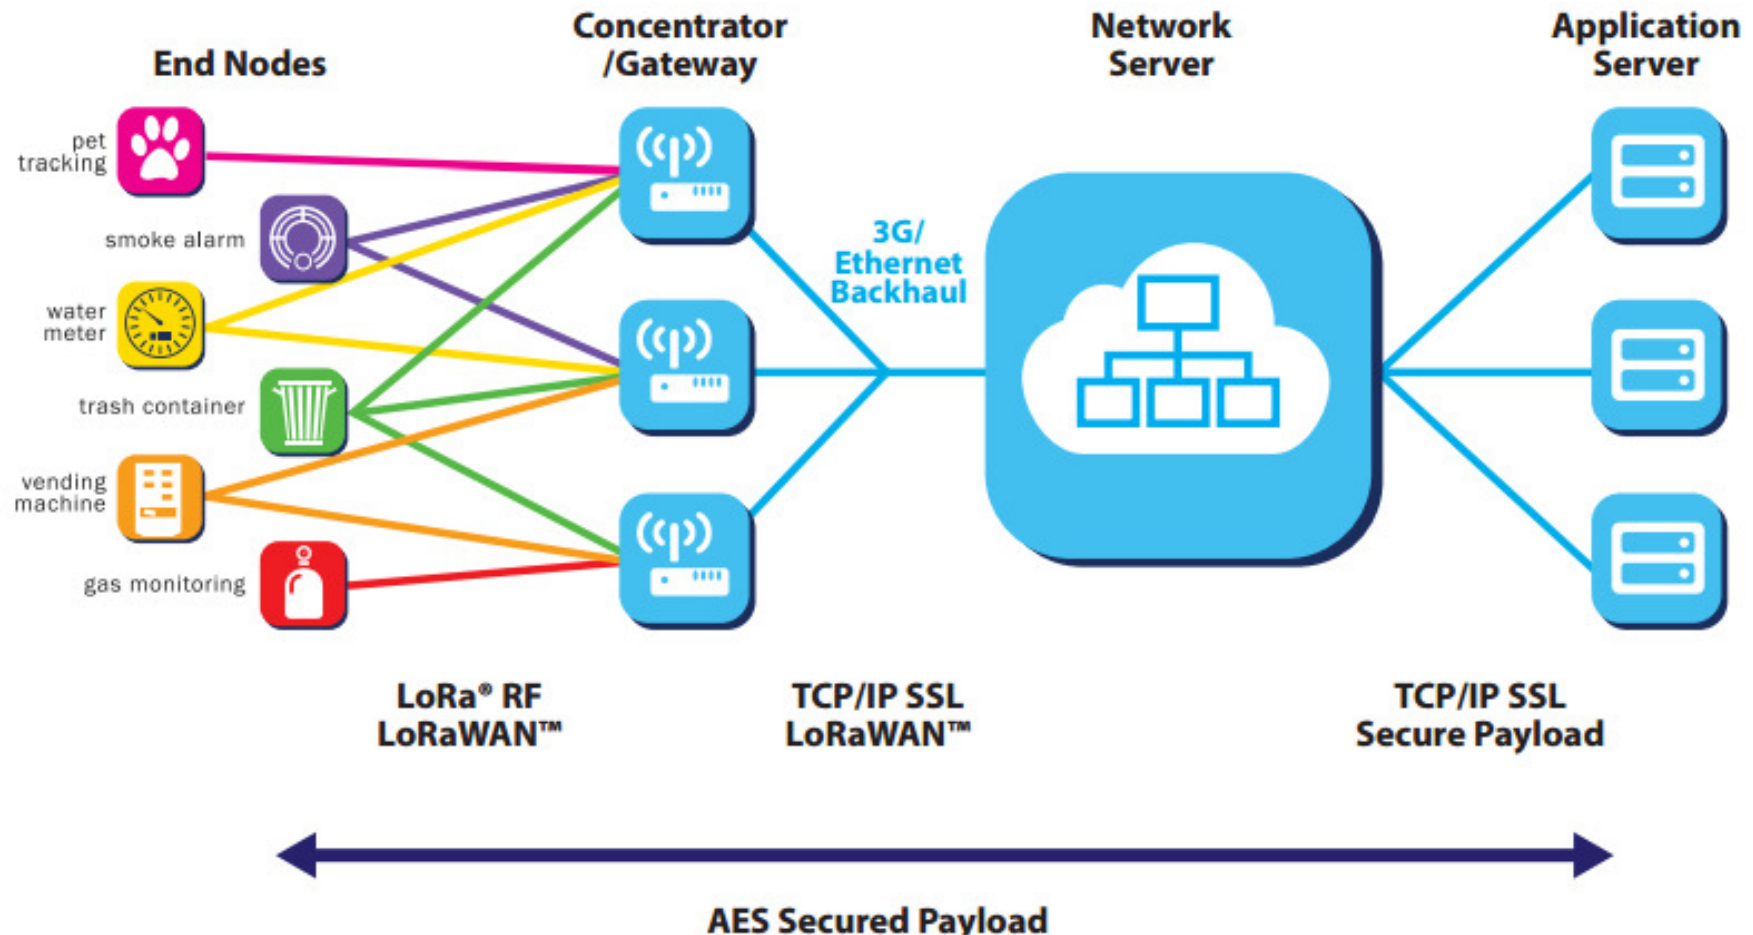 End Nodes
Concentrator
/Gateway
Network
Server
Application
Server
pet
tracking
smoke alarm
water
meter
trash container
vending
machine
gas monitoring
3G/
Ethernet
Backhaul
LoRa® RF
LoRaWAN™
TCP/IP SSL
LoRaWAN™
TCP/IP SSL
Secure Payload
AES Secured Payload